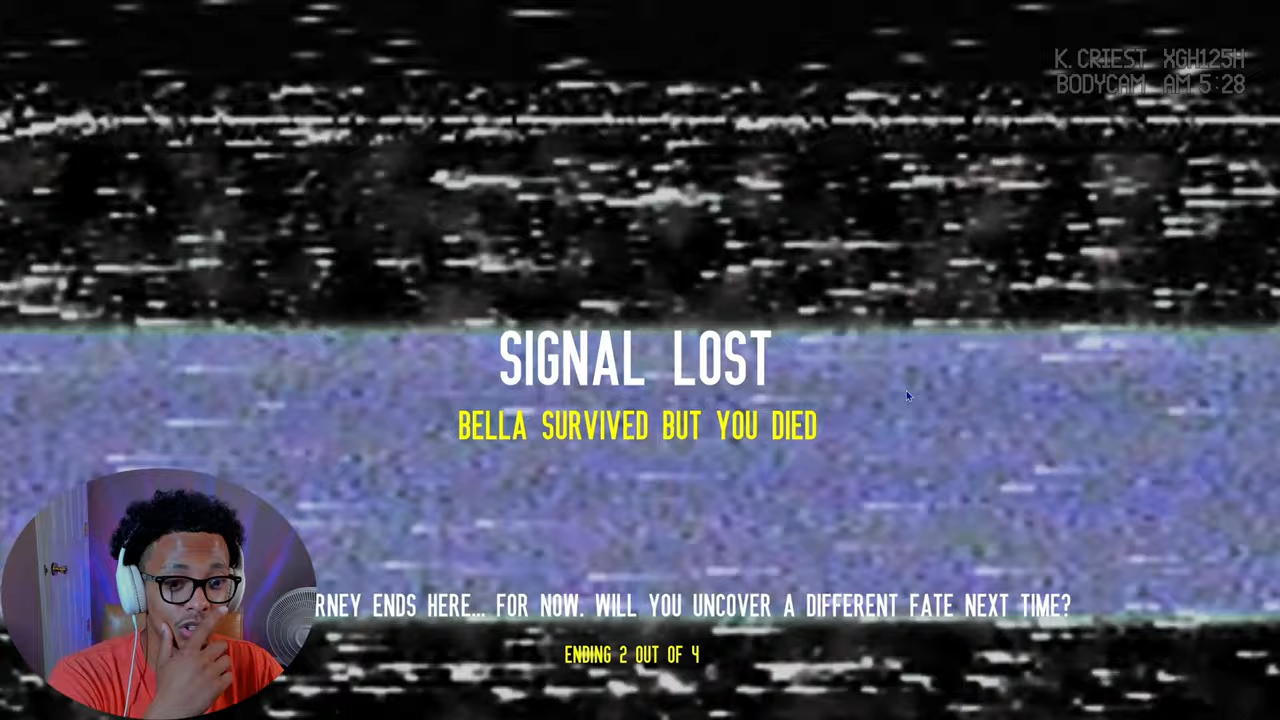 K. CRIEST XGH125H
BODYCAM AM 5:28
SIGNAL LOST
BELLA SURVIVED BUT YOU DIED
ENDS HERE... FOR NOW. WILL YOU UNCOVER A DIFFERENT FATE NEXT TIME?
ENDING 2 OUT OF 4